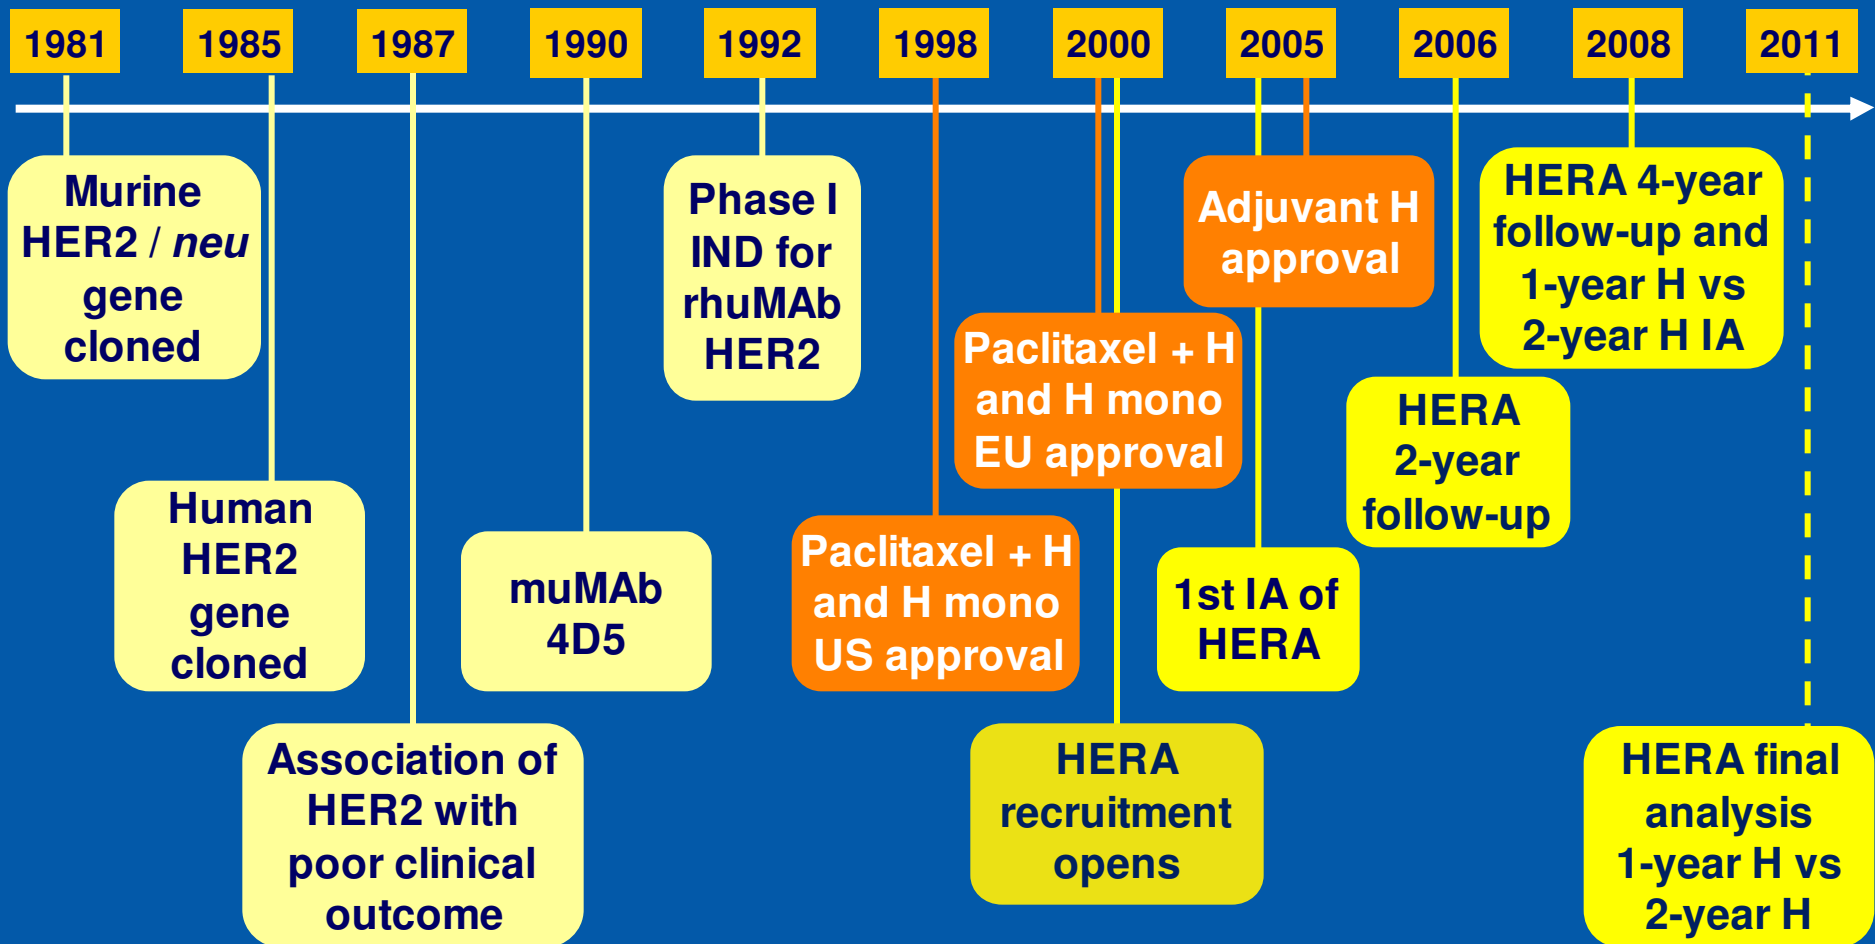 1981
1985
1987
1990
1992
1998
2000
2005
2006
2008
2011
Murine
HER2 / neu
gene
cloned
Human
HER2
gene
cloned
Association of
HER2 with
poor clinical
outcome
muMAb
4D5
Phase I
IND for
rhuMAb
HER2
Paclitaxel + H
and H mono
US approval
Paclitaxel + H
and H mono
EU approval
HERA
recruitment
opens
1st IA of
HERA
Adjuvant H
approval
HERA
2-year
follow-up
HERA 4-year
follow-up and
1-year H vs
2-year H IA
HERA final
analysis
1-year H vs
2-year H